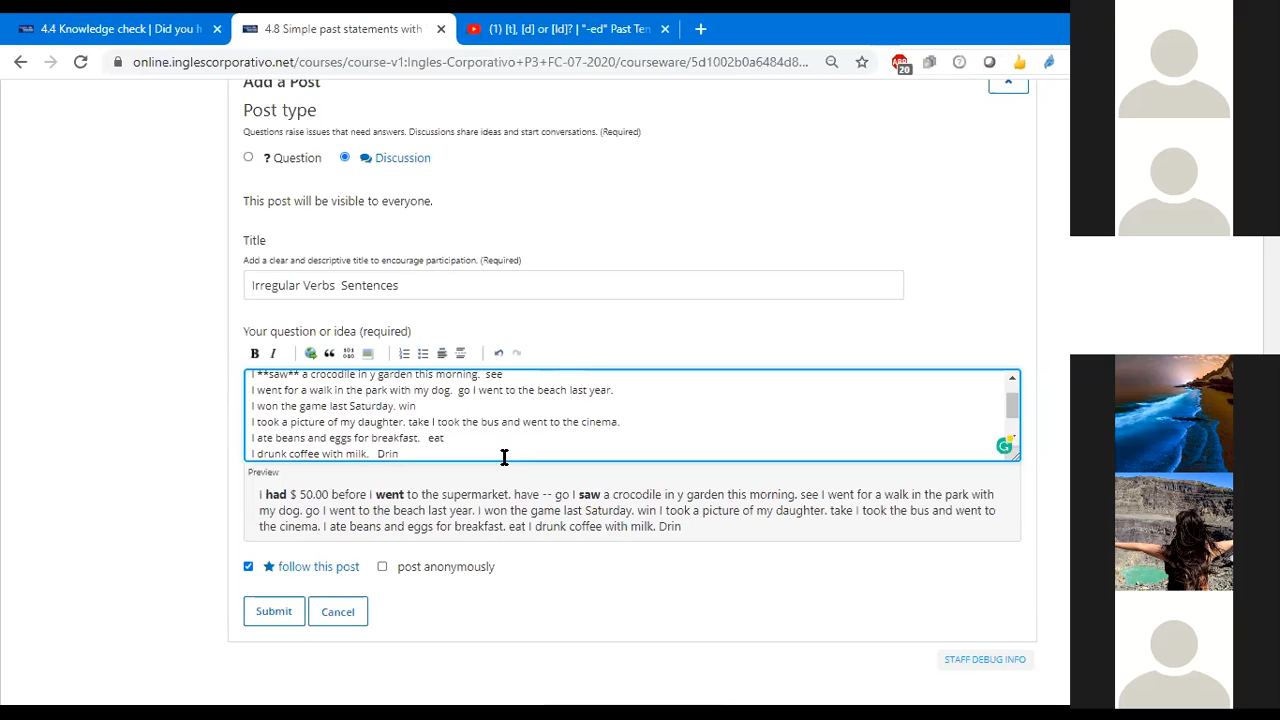 4.4 Knowledge check | Did you h
4.8 Simple past statements with
(1) [t], [d] or [Id]? | "-ed" Past Ten
online.inglescorporativo.net/courses/course-v1:Ingles-Corporativo+P3+FC-07-2020/courseware/5d1002b0a6484d8...
ABP
20
Add a Post
Post type
Questions raise issues that need answers. Discussions share ideas and start conversations. (Required)
? Question
Discussion
This post will be visible to everyone.
Title
Add a clear and descriptive title to encourage participation. (Required)
Irregular Verbs  Sentences
Your question or idea (required)
B I
I **saw** a crocodile in y garden this morning.  see
I went for a walk in the park with my dog.  go I went to the beach last year.
I won the game last Saturday. win
I took a picture of my daughter. take I took the bus and went to the cinema.
I ate beans and eggs for breakfast.   eat
I drunk coffee with milk.   Drin
Preview
I had $ 50.00 before I went to the supermarket. have -- go I saw a crocodile in y garden this morning. see I went for a walk in the park with
my dog. go I went to the beach last year. I won the game last Saturday. win I took a picture of my daughter. take I took the bus and went to
the cinema. I ate beans and eggs for breakfast. eat I drunk coffee with milk. Drin
follow this post
post anonymously
Submit
Cancel
STAFF DEBUG INFO